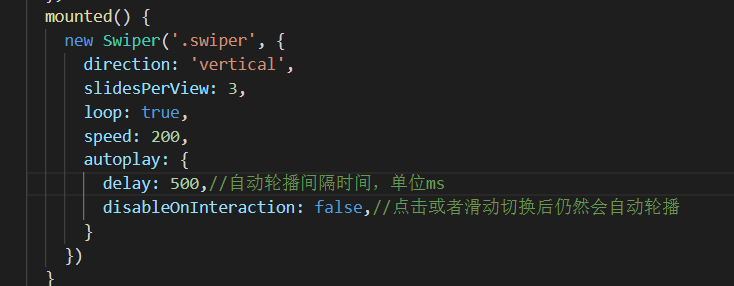 mounted() {
new Swiper('.swiper', {
direction: 'vertical',
slidesPerView: 3,
loop: true,
speed: 200,
autoplay: {
delay: 500,//自动轮播间隔时间，单位ms
disableOnInteraction: false,//点击或者滑动切换后仍然会自动轮播
}
})
}